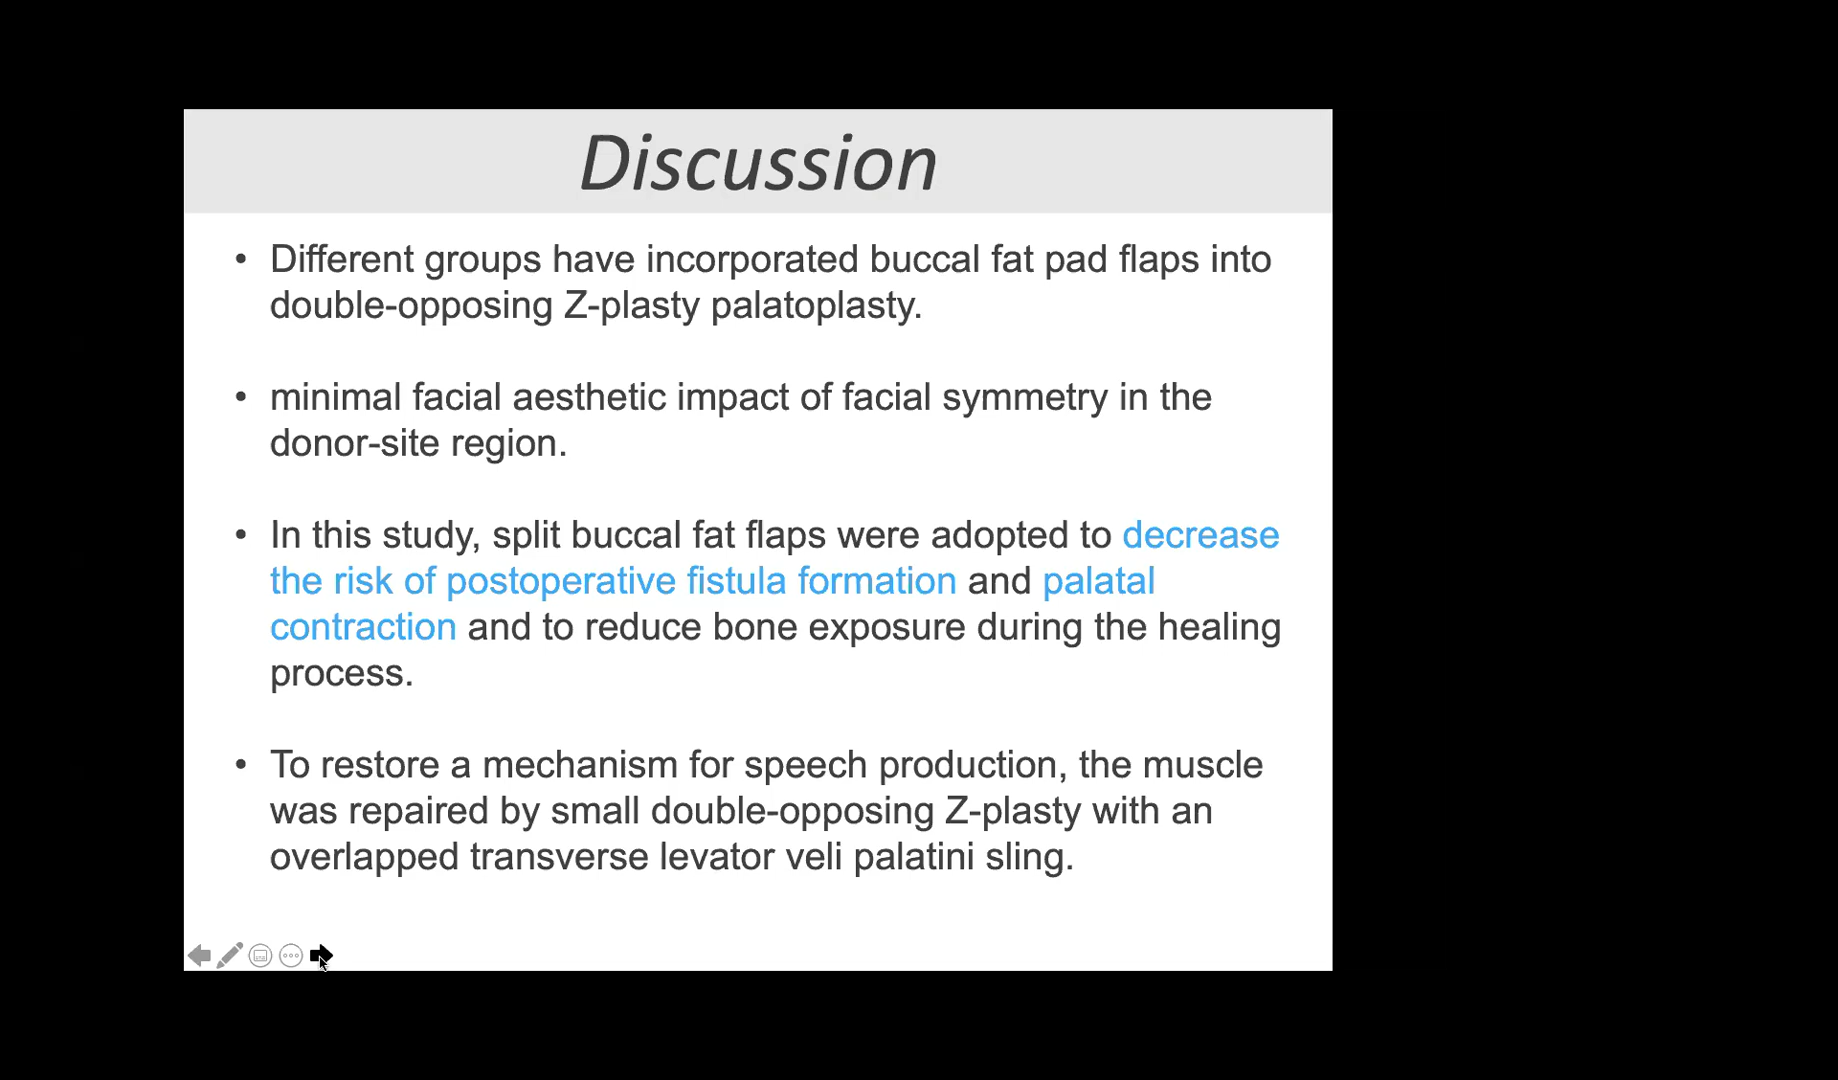 Discussion
• Different groups have incorporated buccal fat pad flaps into
double-opposing Z-plasty palatoplasty.
• minimal facial aesthetic impact of facial symmetry in the
donor-site region.
• In this study, split buccal fat flaps were adopted to decrease
the risk of postoperative fistula formation and palatal
contraction and to reduce bone exposure during the healing
process.
• To restore a mechanism for speech production, the muscle
was repaired by small double-opposing Z-plasty with an
overlapped transverse levator veli palatini sling.